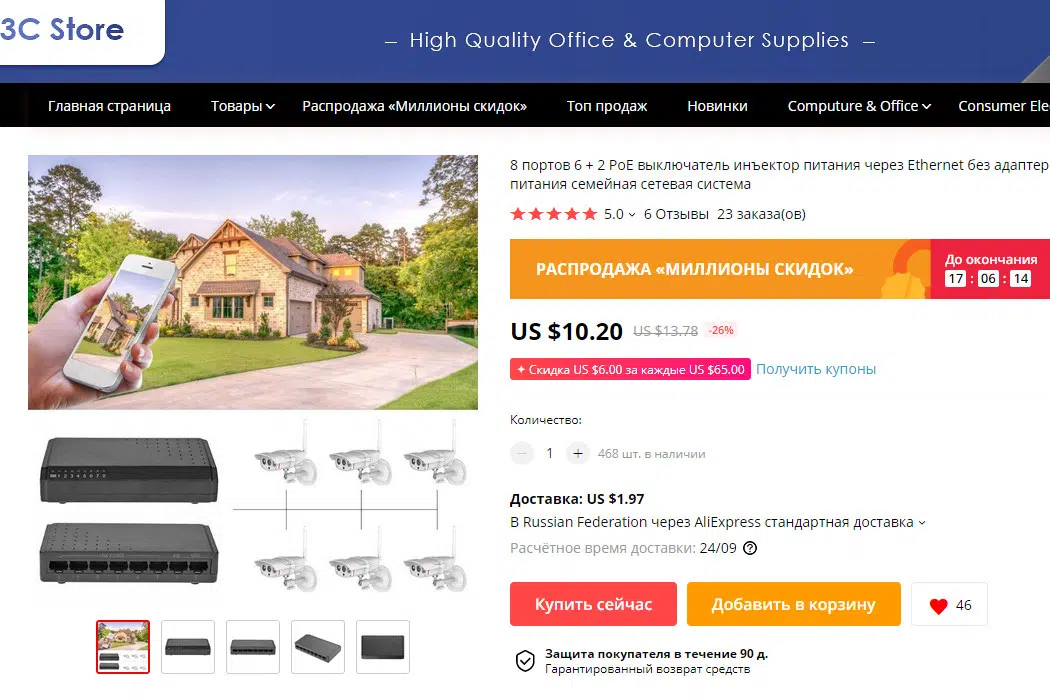 3C Store
– High Quality Office & Computer Supplies –
Главная страница Товары Распродажа «Миллионы скидок» Топ продаж Новинки Computure & Office Consumer Ele
8 портов 6 + 2 PoE выключатель инъектор питания через Ethernet без адаптер
питания семейная сетевая система
5.0 6 Отзывы 23 заказа(ов)
РАСПРОДАЖА «МИЛЛИОНЫ СКИДОК»
До окончания
17 : 06 : 14
US $10.20 US $13.78 -26%
+ Скидка US $6.00 за каждые US $65.00 Получить купоны
Количество:
− 1 + 468 шт. в наличии
Доставка: US $1.97
В Russian Federation через AliExpress стандартная доставка
Расчётное время доставки: 24/09 ?
Купить сейчас Добавить в корзину 46
Защита покупателя в течение 90 д.
Гарантированный возврат средств